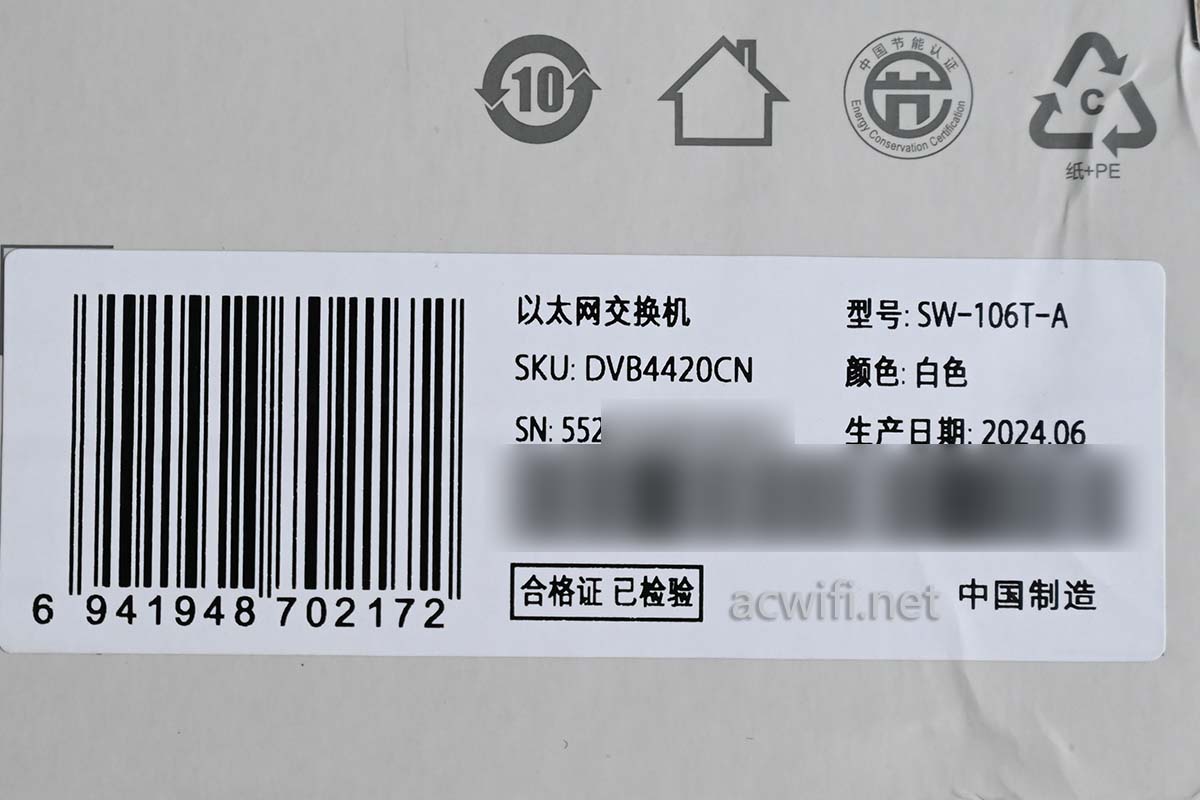 10
中国节能认证
Energy Conservation Certification
C
纸+PE
以太网交换机
型号: SW-106T-A
SKU: DVB4420CN
颜色: 白色
SN: 552
生产日期: 2024.06
6 941948 702172
合格证 已检验
acwifi.net
中国制造